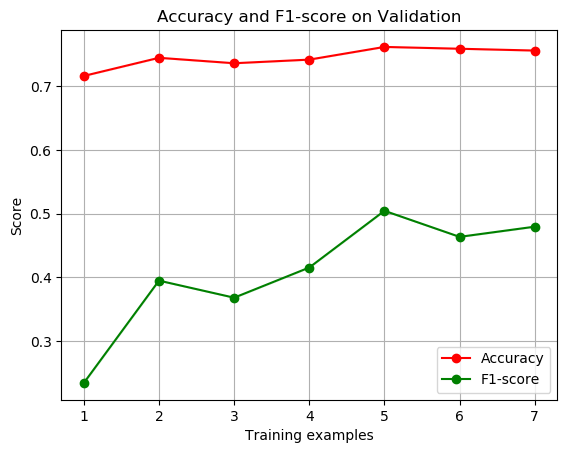 Accuracy and F1-score on Validation
0.7
0.6
0.5
0.4
0.3
Score
Accuracy
F1-score
1 2 3 4 5 6 7
Training examples